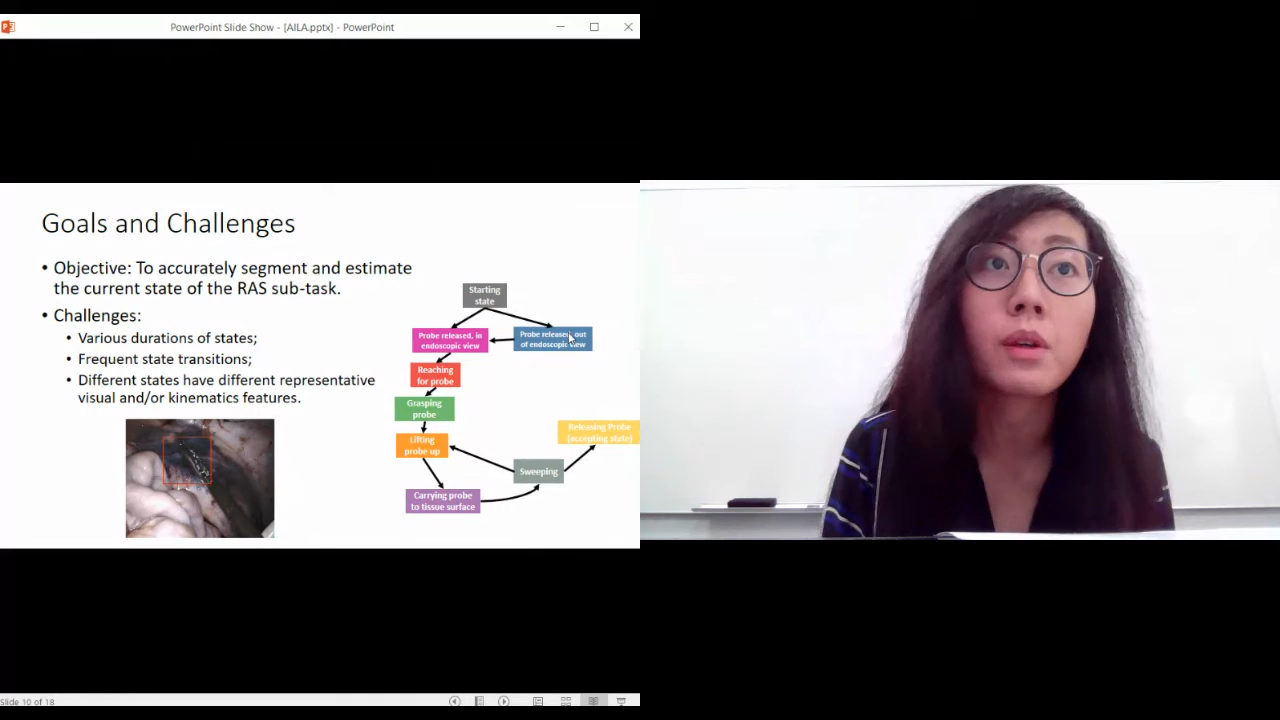 PowerPoint Slide Show - [AILA.pptx] - PowerPoint
Goals and Challenges
• Objective: To accurately segment and estimate
the current state of the RAS sub-task.
• Challenges:
• Various durations of states;
• Frequent state transitions;
• Different states have different representative
visual and/or kinematics features.
Starting
state
Probe released, in
endoscopic view
Probe released, out
of endoscopic view
Reaching
for probe
Grasping
probe
Lifting
probe up
Releasing Probe
(accepting state)
Sweeping
Carrying probe
to tissue surface
Slide 10 of 18